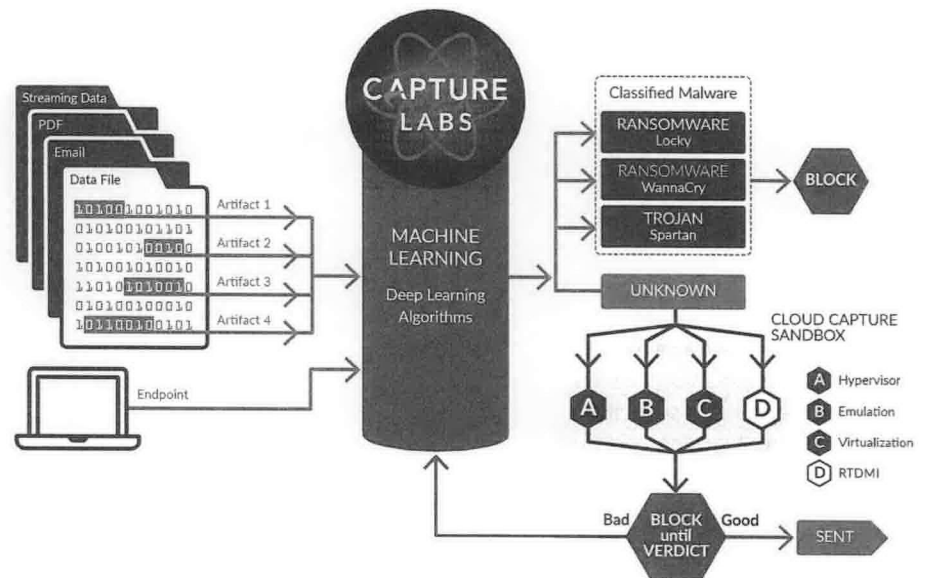 Streaming Data
PDF
Email
Data File
101001001010
010100101101
010010100100
101001010010
110101010010
010100100010
101100100101
Artifact 1
Artifact 2
Artifact 3
Artifact 4
Endpoint
CAPTURE
LABS
MACHINE
LEARNING
Deep Learning
Algorithms
Classified Malware
RANSOMWARE
Locky
RANSOMWARE
WannaCry
TROJAN
Spartan
BLOCK
UNKNOWN
CLOUD CAPTURE
SANDBOX
A
B
C
D
A Hypervisor
B Emulation
C Virtualization
D RTDMI
Bad
BLOCK
until
VERDICT
Good
SENT